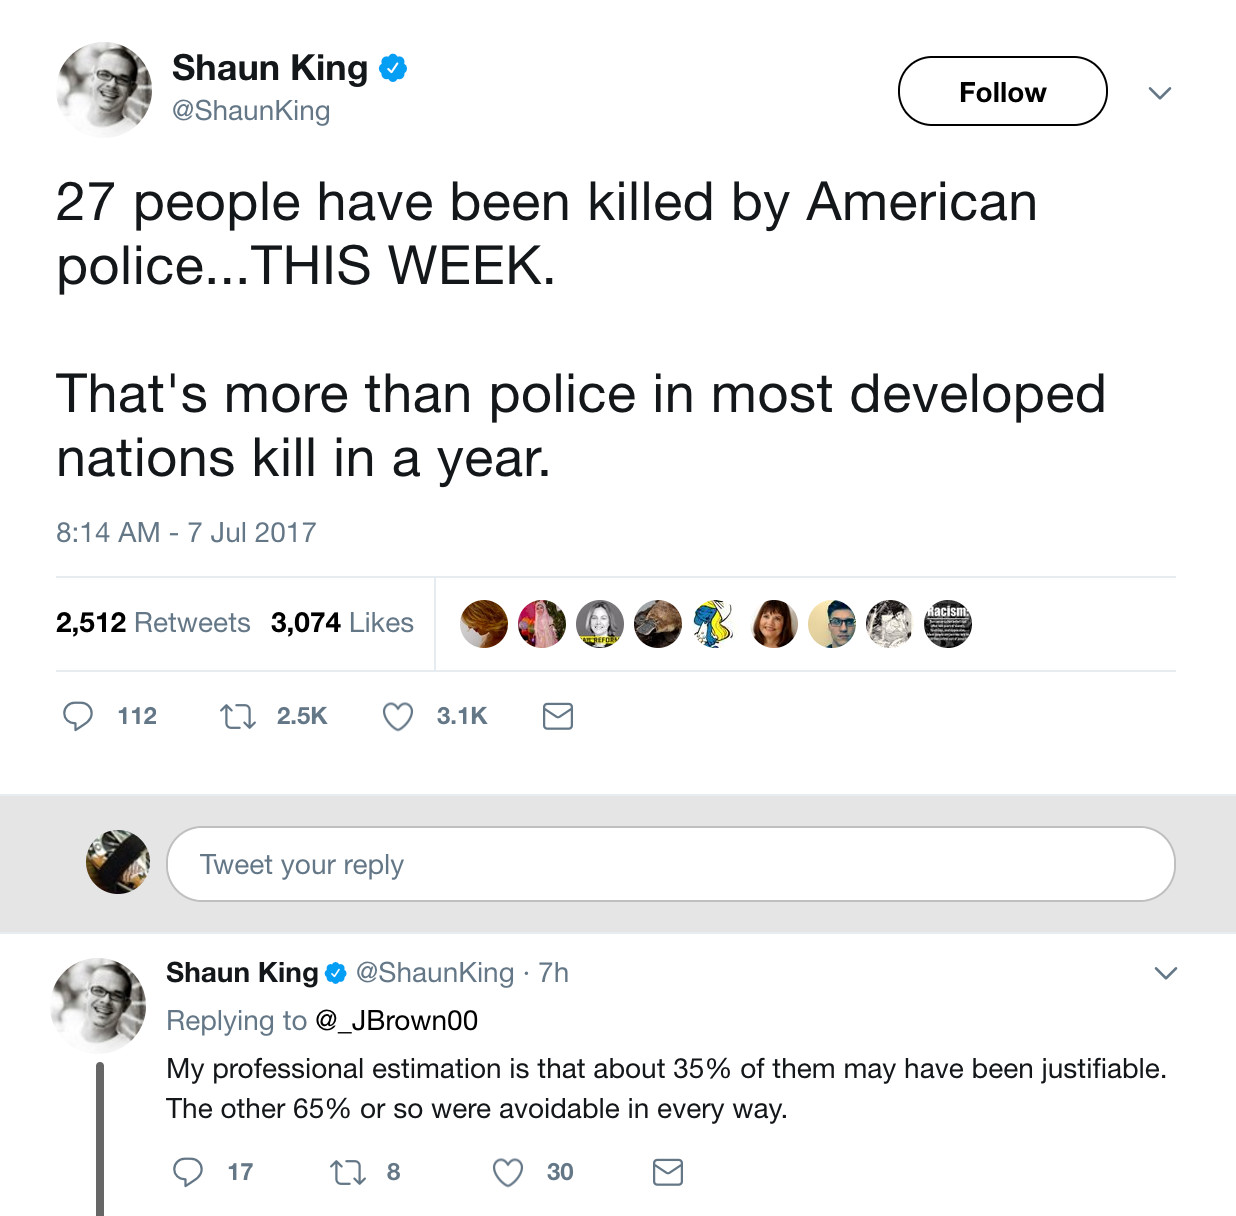 Shaun King
@ShaunKing
Follow
27 people have been killed by American
police...THIS WEEK.
That's more than police in most developed
nations kill in a year.
8:14 AM - 7 Jul 2017
2,512 Retweets 3,074 Likes
Racism
112 2.5K 3.1K
Tweet your reply
Shaun King @ShaunKing · 7h
Replying to @_JBrown00
My professional estimation is that about 35% of them may have been justifiable.
The other 65% or so were avoidable in every way.
17 8 30